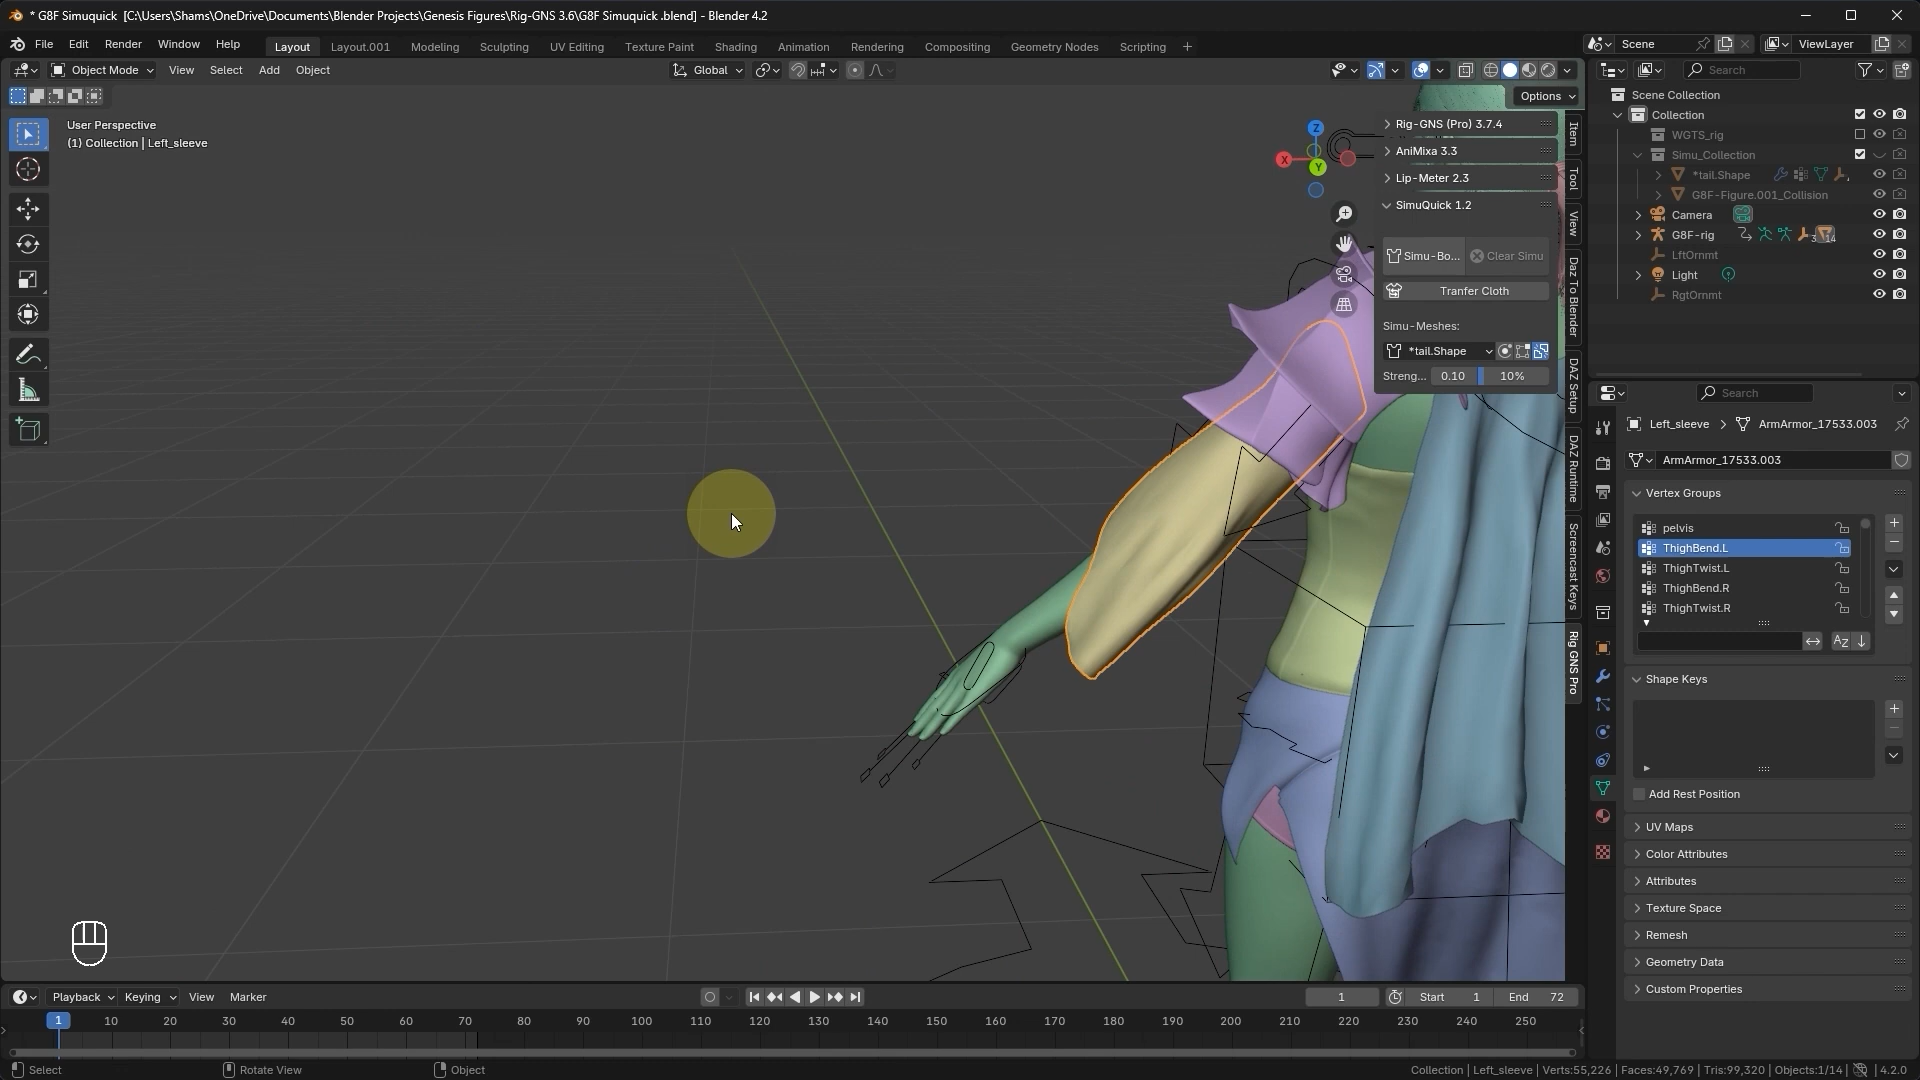 * G8F Simuquick [C:\Users\Shams\OneDrive\Documents\Blender Projects\Genesis Figures\Rig-GNS 3.6\G8F Simuquick .blend] - Blender 4.2
File Edit Render Window Help Layout Layout.001 Modeling Sculpting UV Editing Texture Paint Shading Animation Rendering Compositing Geometry Nodes Scripting + Scene ViewLayer
Object Mode View Select Add Object Global Search
Options
User Perspective
(1) Collection | Left_sleeve
Z
X
Y
Rig-GNS (Pro) 3.7.4
AniMixa 3.3
Lip-Meter 2.3
SimuQuick 1.2
Simu-Bo... Clear Simu
Tranfer Cloth
Simu-Meshes:
*tail.Shape
Streng... 0.10 10%
Item
Tool
View
Daz To Blender
DAZ Setup
DAZ Runtime
Screencast Keys
Rig GNS Pro
Scene Collection
Collection
WGTS_rig
Simu_Collection
*tail.Shape
G8F-Figure.001_Collision
Camera
G8F-rig 3 14
LftOrnmt
Light
RgtOrnmt
Search
Left_sleeve > ArmArmor_17533.003
ArmArmor_17533.003
Vertex Groups
pelvis
ThighBend.L
ThighTwist.L
ThighBend.R
ThighTwist.R
Shape Keys
Add Rest Position
UV Maps
Color Attributes
Attributes
Texture Space
Remesh
Geometry Data
Custom Properties
Playback Keying View Marker 1 Start 1 End 72
1 10 20 30 40 50 60 70 80 90 100 110 120 130 140 150 160 170 180 190 200 210 220 230 240 250
Select Rotate View Object Collection | Left_sleeve | Verts:55,226 | Faces:49,769 | Tris:99,320 | Objects:1/14 | 4.2.0